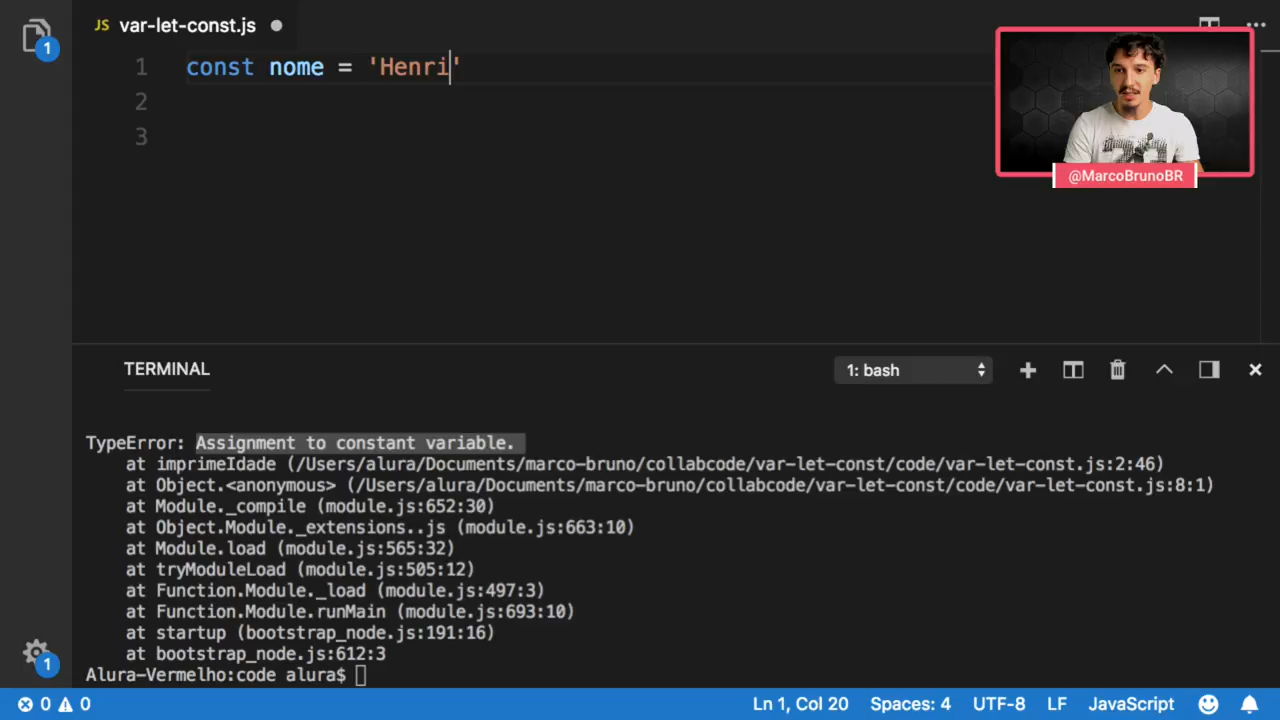 JS var-let-const.js
1 const nome = 'Henri'
2
3
@MarcoBrunoBR
1
TERMINAL
1: bash
TypeError: Assignment to constant variable.
at imprimeIdade (/Users/alura/Documents/marco-bruno/collabcode/var-let-const/code/var-let-const.js:2:46)
at Object.<anonymous> (/Users/alura/Documents/marco-bruno/collabcode/var-let-const/code/var-let-const.js:8:1)
at Module._compile (module.js:652:30)
at Object.Module._extensions..js (module.js:663:10)
at Module.load (module.js:565:32)
at tryModuleLoad (module.js:505:12)
at Function.Module._load (module.js:497:3)
at Function.Module.runMain (module.js:693:10)
at startup (bootstrap_node.js:191:16)
at bootstrap_node.js:612:3
Alura-Vermelho:code alura$
1
0 0 Ln 1, Col 20 Spaces: 4 UTF-8 LF JavaScript